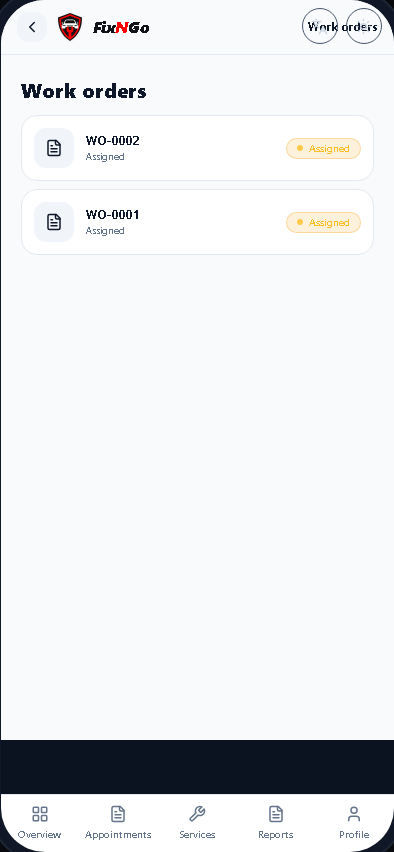 FixNGo
Work orders
Work orders
WO-0002
Assigned
Assigned
WO-0001
Assigned
Assigned
Overview
Appointments
Services
Reports
Profile